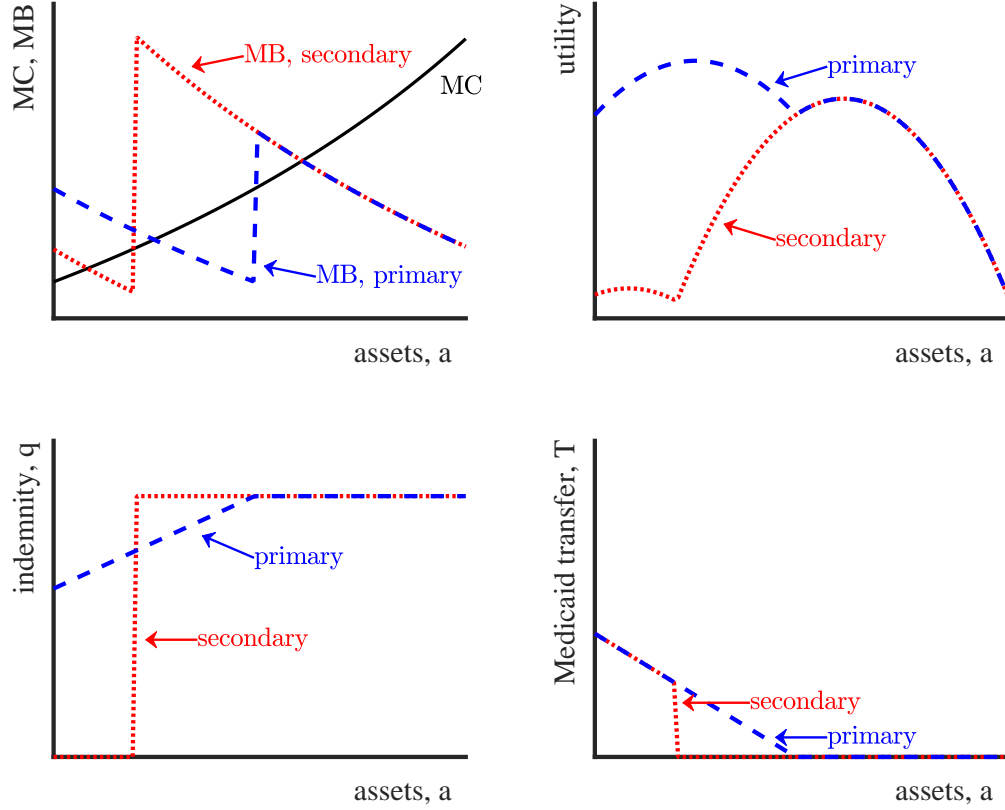 MC, MB
MB, secondary
MC
MB, primary
assets, a
utility
primary
secondary
assets, a
indemnity, q
primary
secondary
assets, a
Medicaid transfer, T
secondary
primary
assets, a